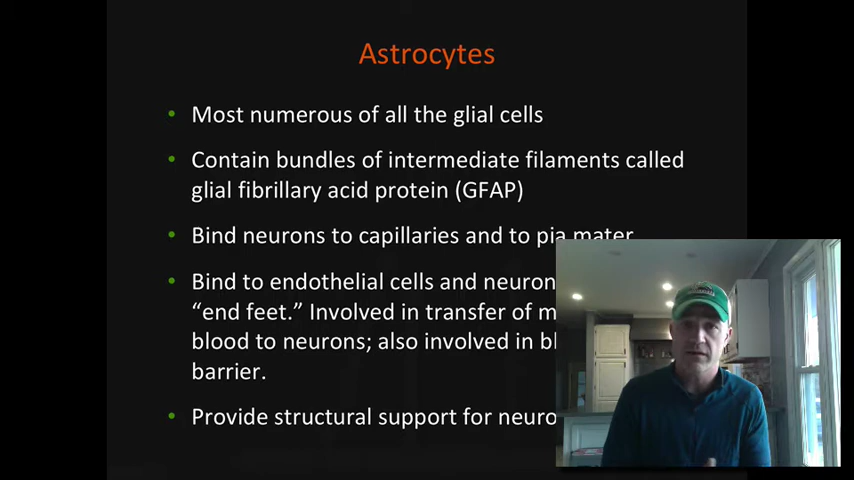 Astrocytes
• Most numerous of all the glial cells
• Contain bundles of intermediate filaments called
glial fibrillary acid protein (GFAP)
• Bind neurons to capillaries and to pia mater
• Bind to endothelial cells and neuron
“end feet.” Involved in transfer of m
blood to neurons; also involved in bl
barrier.
• Provide structural support for neuro